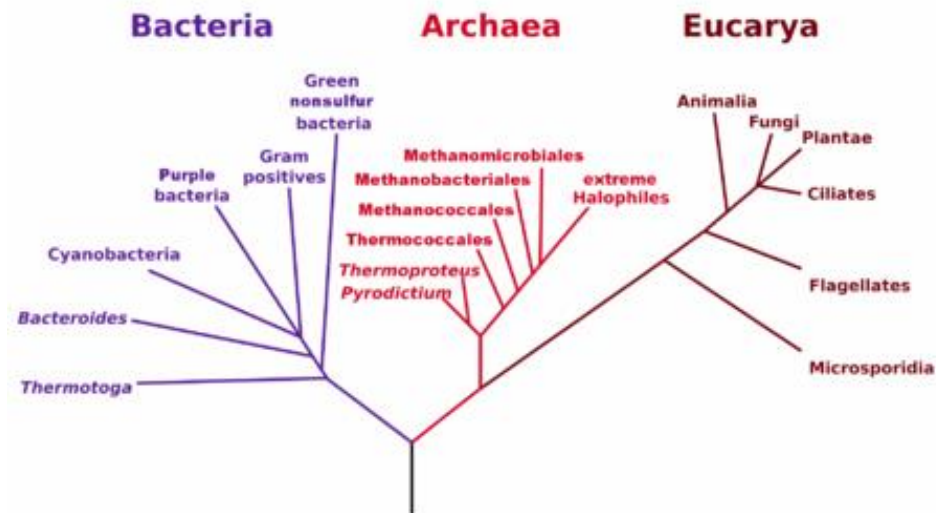 Bacteria
Archaea
Eucarya
Green
nonsulfur
bacteria
Gram
positives
Purple
bacteria
Cyanobacteria
Bacteroides
Thermotoga
Methanomicrobiales
Methanobacteriales
extreme
Halophiles
Methanococcales
Thermococcales
Thermoproteus
Pyrodictium
Animalia
Fungi
Plantae
Ciliates
Flagellates
Microsporidia